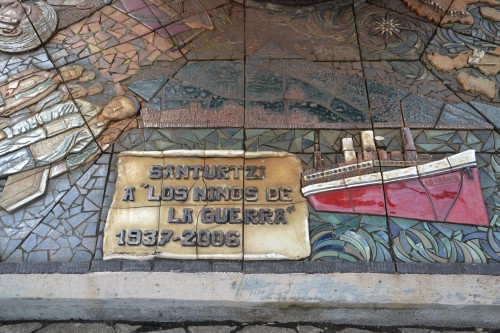 SANTURTZI
A "LOS NIÑOS DE
LA GUERRA"
1937-2006